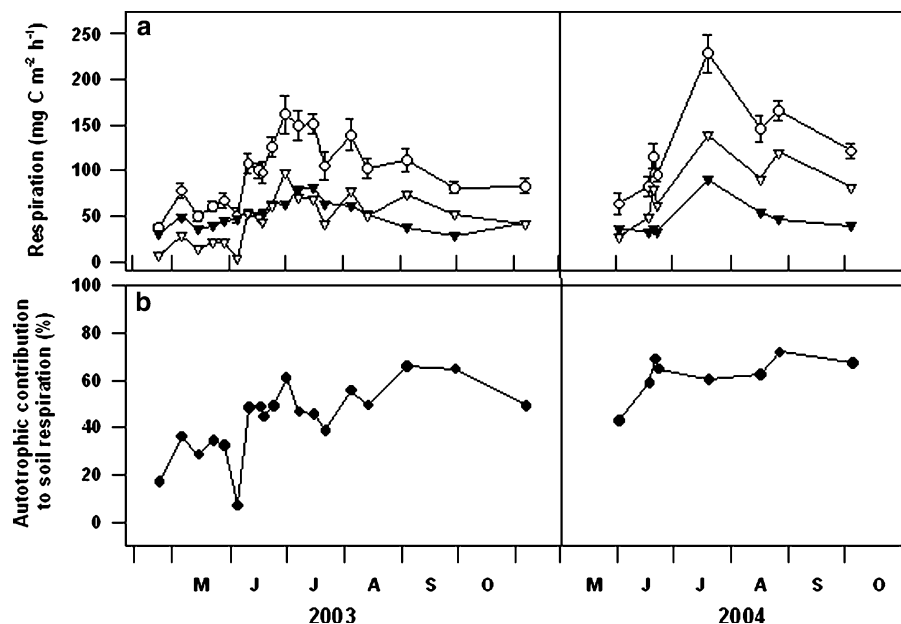 a
Respiration (mg C m⁻² h⁻¹)
250
200
150
100
50
0
b
Autotrophic contribution
to soil respiration (%)
100
80
60
40
20
0
M J J A S O M J J A O
2003 2004